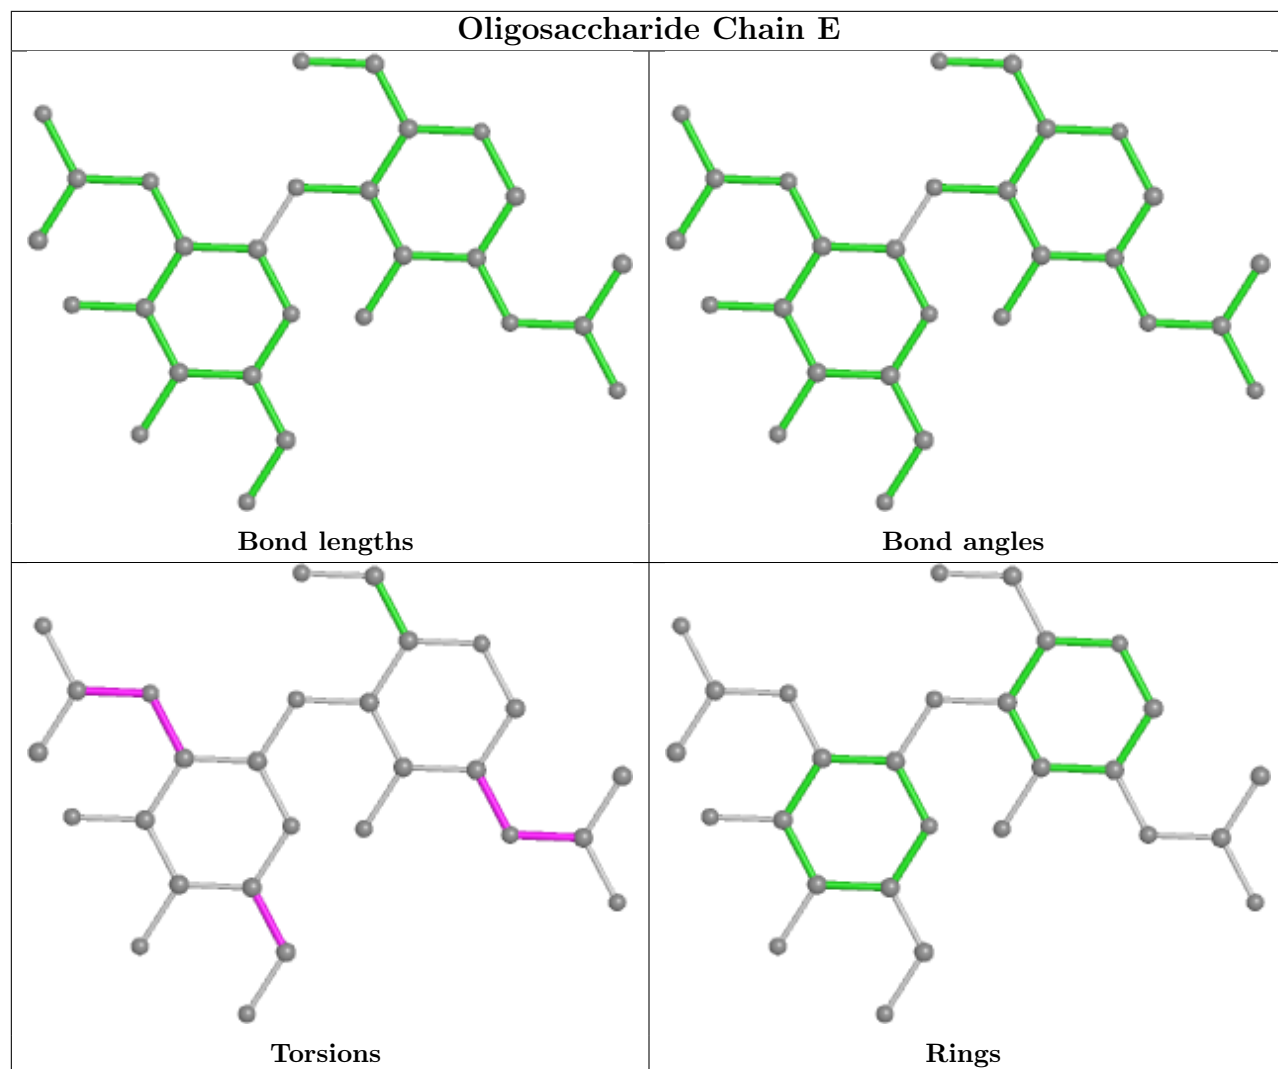 Oligosaccharide Chain E
Bond lengths
Bond angles
Torsions
Rings